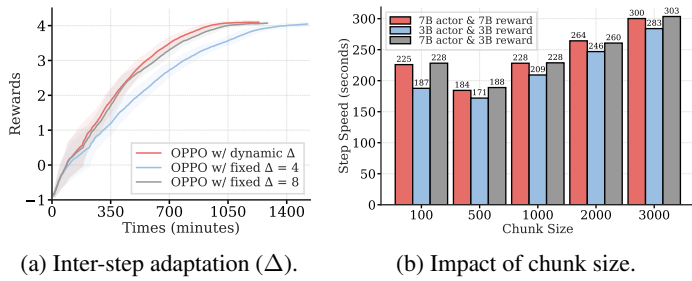 4
3
2
1
0
−1
0
350
700
1050
1400
Rewards
Times (minutes)
OPPO w/ dynamic Δ
OPPO w/ fixed Δ = 4
OPPO w/ fixed Δ = 8
(a) Inter-step adaptation (Δ).
300
250
200
150
100
50
0
Step Speed (seconds)
7B actor & 7B reward
3B actor & 3B reward
7B actor & 3B reward
225 187 228
184 171 188
228 209 228
264 246 260
300 283 303
100 500 1000 2000 3000
Chunk Size
(b) Impact of chunk size.